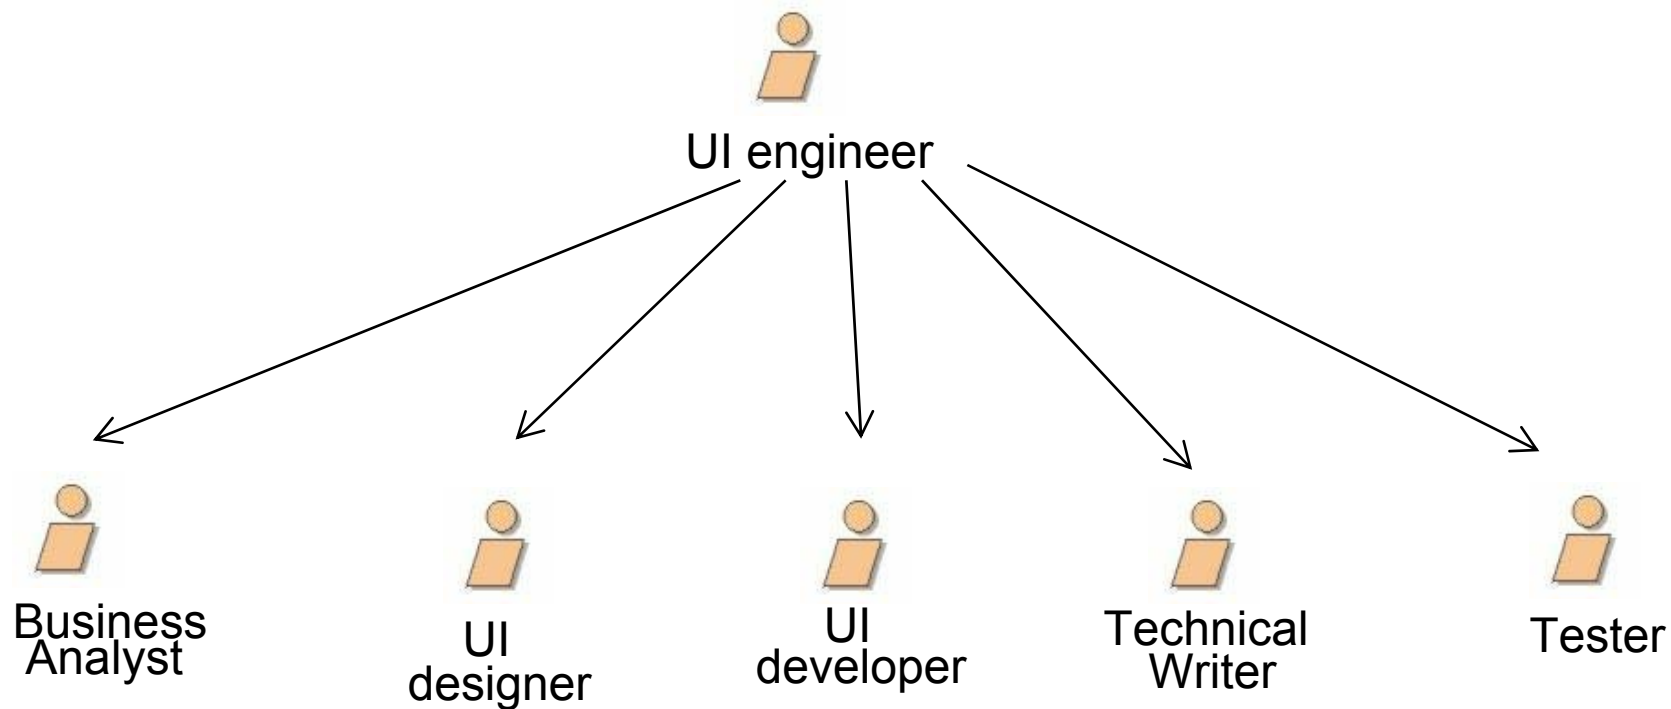 UI engineer
Business
Analyst
UI
designer
UI
developer
Technical
Writer
Tester